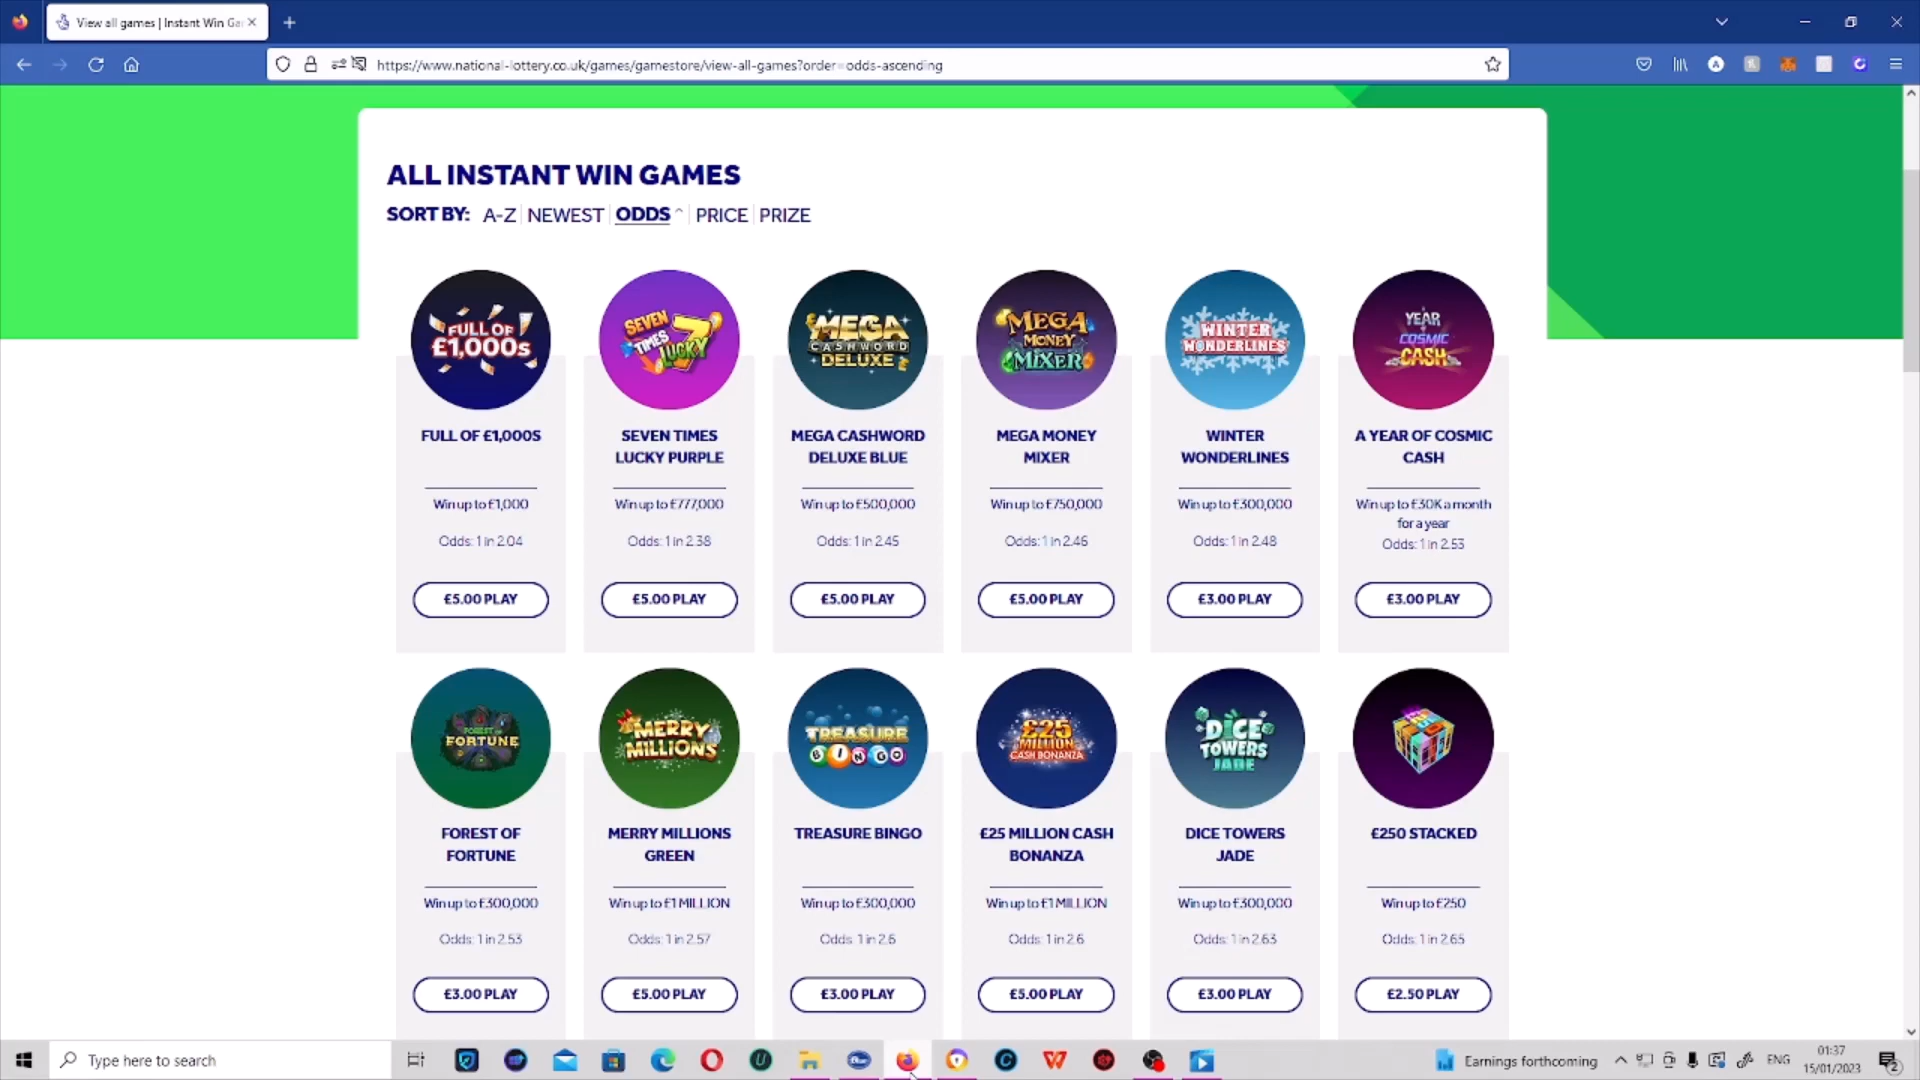 View all games | Instant Win Gar
https://www.national-lottery.co.uk/games/gamestore/view-all-games?order=odds-ascending
ALL INSTANT WIN GAMES
SORT BY: A-Z NEWEST ODDS ^ PRICE PRIZE
FULL OF
£1,000s
SEVEN
TIMES
LUCKY 7
MEGA
CASHWORD
DELUXE
MEGA
MONEY
MIXER
WINTER
WONDERLINES
YEAR
COSMIC
CASH
FULL OF £1,000S
SEVEN TIMES
LUCKY PURPLE
MEGA CASHWORD
DELUXE BLUE
MEGA MONEY
MIXER
WINTER
WONDERLINES
A YEAR OF COSMIC
CASH
Win up to £1,000
Win up to £777,000
Win up to £500,000
Win up to £750,000
Win up to £300,000
Win up to £30K a month
for a year
Odds: 1 in 2.04
Odds: 1 in 2.38
Odds: 1 in 2.45
Odds: 1 in 2.46
Odds: 1 in 2.48
Odds: 1 in 2.53
£5.00 PLAY
£5.00 PLAY
£5.00 PLAY
£5.00 PLAY
£3.00 PLAY
£3.00 PLAY
FOREST OF
FORTUNE
MERRY
MILLIONS
TREASURE
BINGO
£25
MILLION
CASH BONANZA
DICE
TOWERS
JADE
FOREST OF
FORTUNE
MERRY MILLIONS
GREEN
TREASURE BINGO
£25 MILLION CASH
BONANZA
DICE TOWERS
JADE
£250 STACKED
Win up to £300,000
Win up to £1 MILLION
Win up to £300,000
Win up to £1 MILLION
Win up to £300,000
Win up to £250
Odds: 1 in 2.53
Odds: 1 in 2.57
Odds: 1 in 2.6
Odds: 1 in 2.6
Odds: 1 in 2.63
Odds: 1 in 2.65
£3.00 PLAY
£5.00 PLAY
£3.00 PLAY
£5.00 PLAY
£3.00 PLAY
£2.50 PLAY
Type here to search
Earnings forthcoming
ENG
01:37
15/01/2023
2